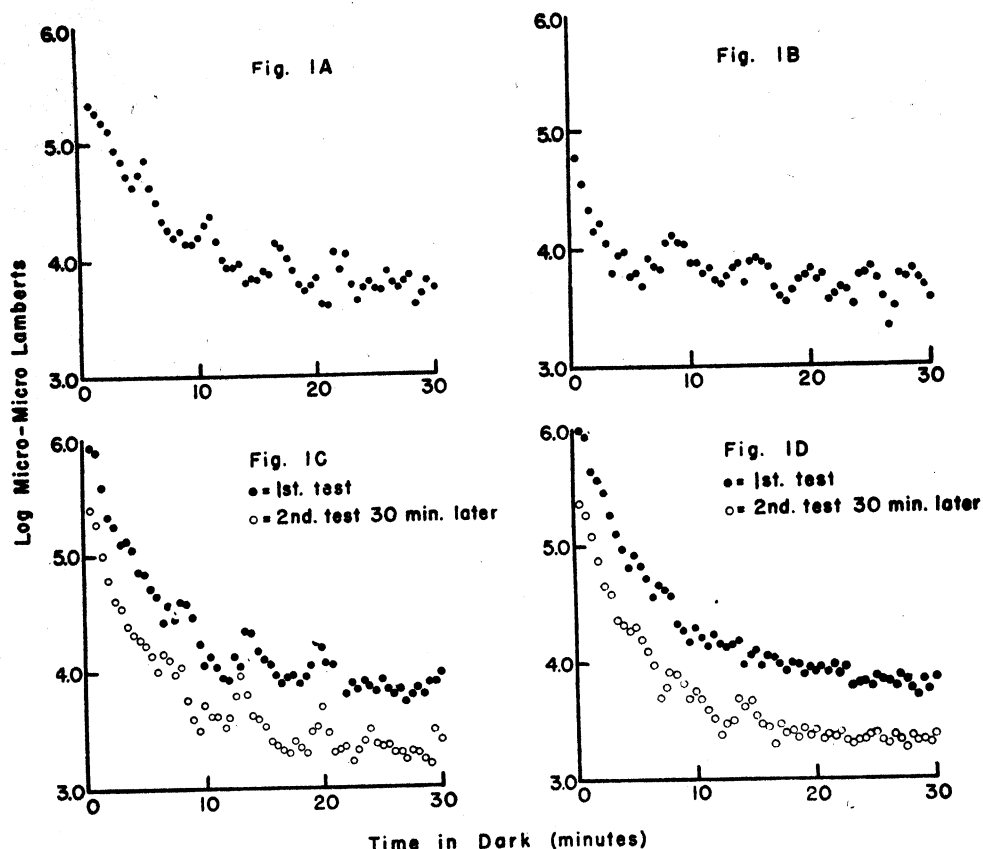 Log Micro-Micro Lamberts
Fig. 1A
6.0
5.0
4.0
3.0
0 10 20 30
Fig. 1B
6.0
5.0
4.0
3.0
0 10 20 30
Fig. 1C
● = 1st. test
○ = 2nd. test 30 min. later
6.0
5.0
4.0
3.0
0 10 20 30
Fig. 1D
● = 1st. test
○ = 2nd. test 30 min. later
6.0
5.0
4.0
3.0
0 10 20 30
Time in Dark (minutes)